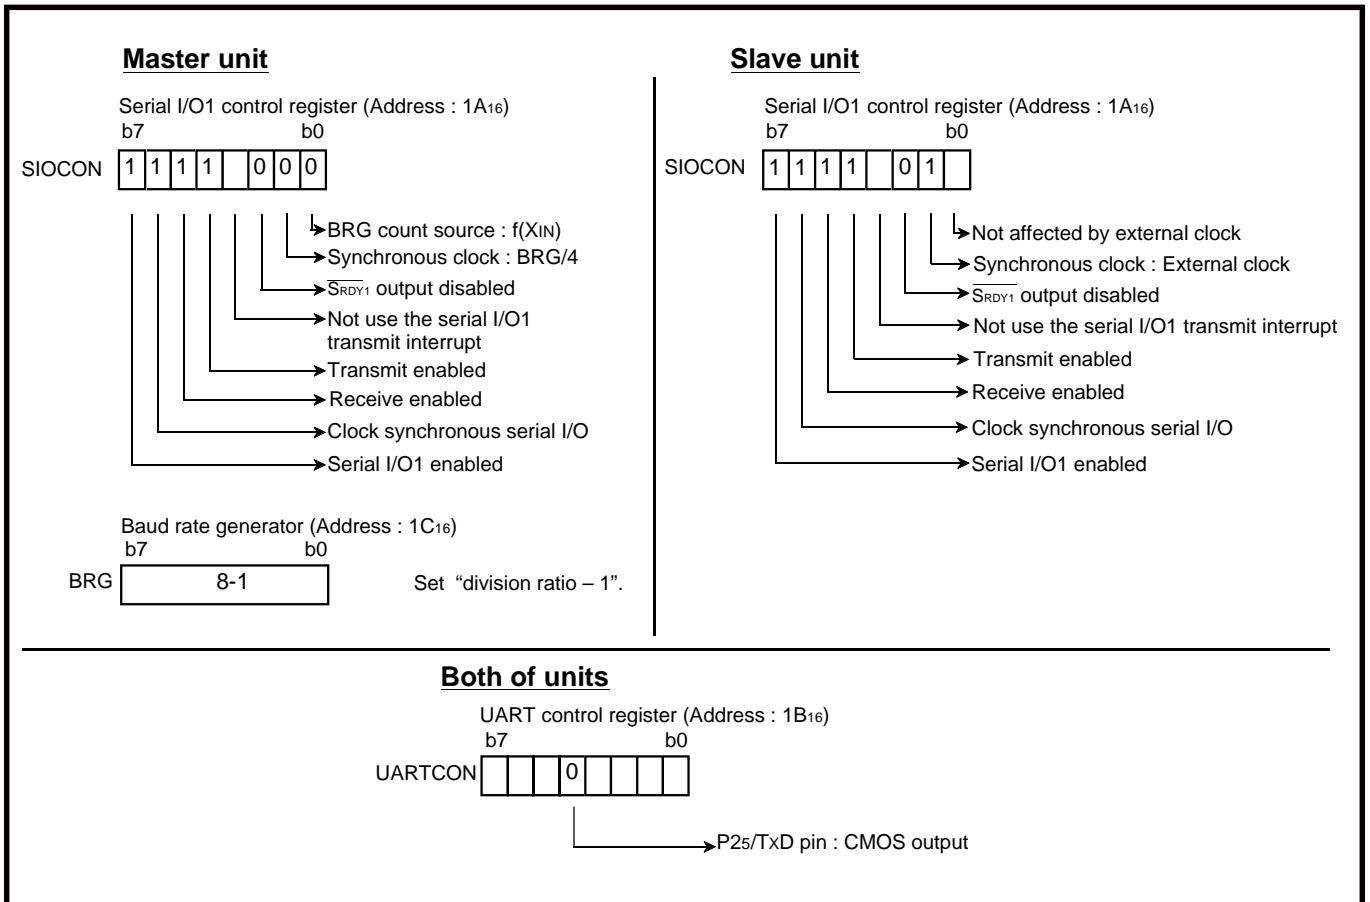 Master unit
Serial I/O1 control register (Address : 1A16)
b7 b0
SIOCON 1 1 1 1 0 0 0
BRG count source : f(XIN)
Synchronous clock : BRG/4
SRDY1 output disabled
Not use the serial I/O1
transmit interrupt
Transmit enabled
Receive enabled
Clock synchronous serial I/O
Serial I/O1 enabled
Baud rate generator (Address : 1C16)
b7 b0
BRG 8-1 Set “division ratio – 1”.
Slave unit
Serial I/O1 control register (Address : 1A16)
b7 b0
SIOCON 1 1 1 1 0 1
Not affected by external clock
Synchronous clock : External clock
SRDY1 output disabled
Not use the serial I/O1 transmit interrupt
Transmit enabled
Receive enabled
Clock synchronous serial I/O
Serial I/O1 enabled
Both of units
UART control register (Address : 1B16)
b7 b0
UARTCON 0
P25/TXD pin : CMOS output